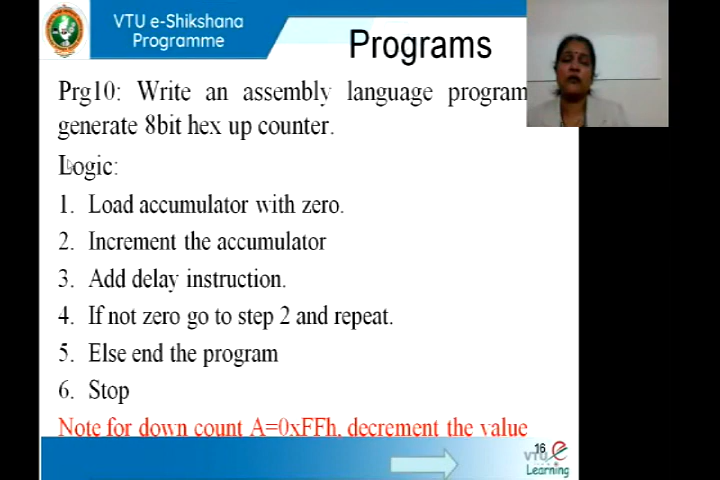 VTU e-Shikshana
Programme
Programs
Prg10: Write an assembly language program
generate 8bit hex up counter.
Logic:
1. Load accumulator with zero.
2. Increment the accumulator
3. Add delay instruction.
4. If not zero go to step 2 and repeat.
5. Else end the program
6. Stop
Note for down count A=0xFFh, decrement the value
16
VTU e
Learning